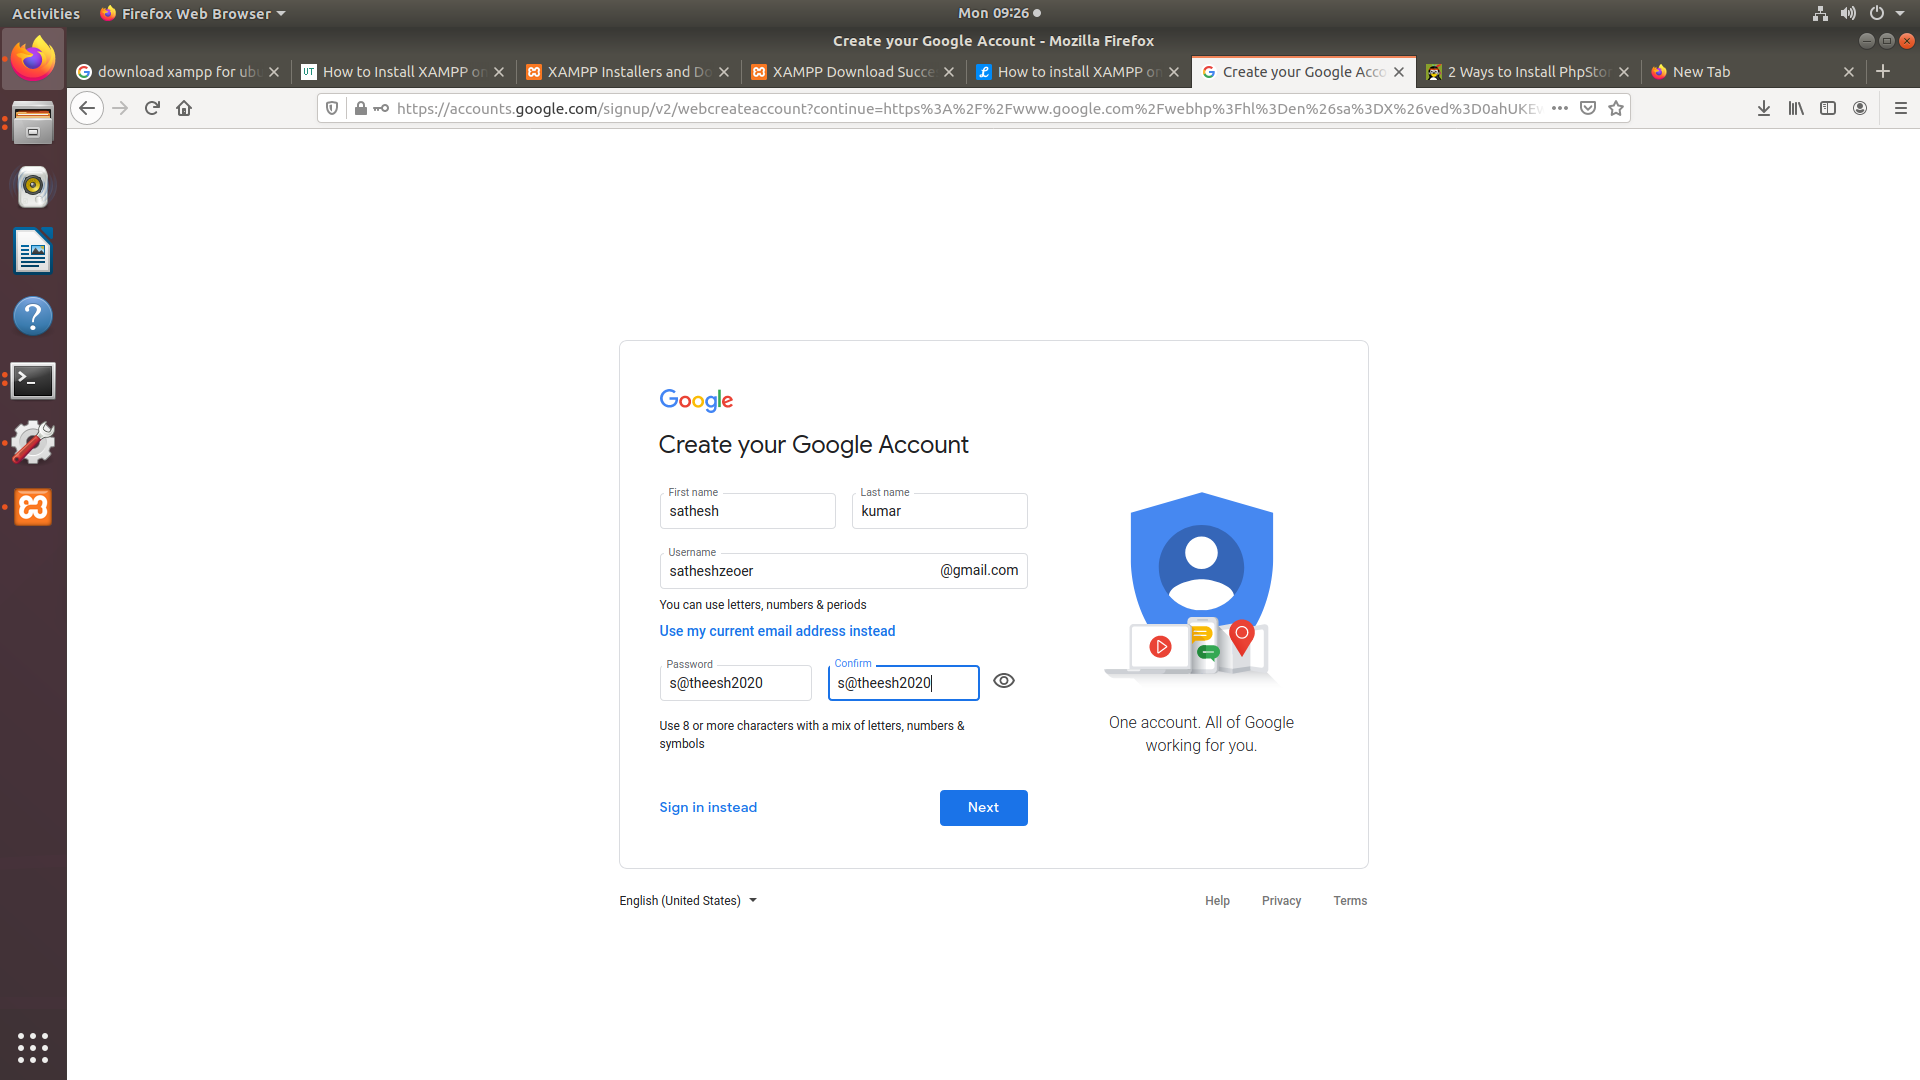 Activities
Firefox Web Browser
Mon 09:26
Create your Google Account - Mozilla Firefox
download xampp for ubu
UT
How to Install XAMPP on
XAMPP Installers and Do
XAMPP Download Succe
How to install XAMPP on
Create your Google Acco
2 Ways to Install PhpStor
New Tab
https://accounts.google.com/signup/v2/webcreateaccount?continue=https%3A%2F%2Fwww.google.com%2Fwebhp%3Fhl%3Den%26sa%3DX%26ved%3D0ahUKEw
Google
Create your Google Account
First name
sathesh
Last name
kumar
Username
satheshzeoer
@gmail.com
You can use letters, numbers & periods
Use my current email address instead
Password
s@theesh2020
Confirm
s@theesh2020
Use 8 or more characters with a mix of letters, numbers &
symbols
Sign in instead
Next
One account. All of Google
working for you.
English (United States)
Help
Privacy
Terms